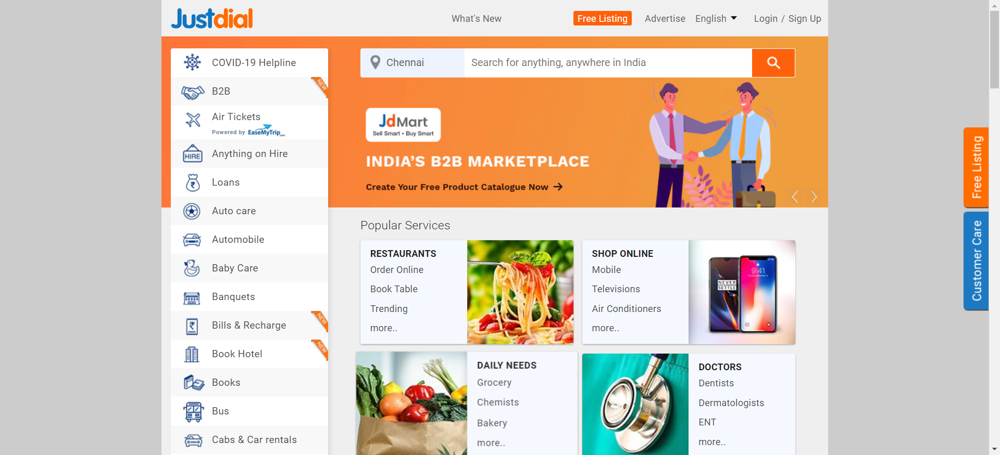 Justdial
What's New
Free Listing
Advertise
English
Login / Sign Up
COVID-19 Helpline
B2B
NEW
Air Tickets
Powered by EaseMyTrip.com
Anything on Hire
HIRE
Loans
Auto care
Automobile
Baby Care
Banquets
Bills & Recharge
NEW
Book Hotel
NEW
Books
Bus
Cabs & Car rentals
Chennai
Search for anything, anywhere in India
JdMart
Sell Smart • Buy Smart
INDIA'S B2B MARKETPLACE
Create Your Free Product Catalogue Now →
Popular Services
RESTAURANTS
Order Online
Book Table
Trending
more..
SHOP ONLINE
Mobile
Televisions
Air Conditioners
more..
NEVER
SETTLE
9:41
DAILY NEEDS
Grocery
Chemists
Bakery
more..
DOCTORS
Dentists
Dermatologists
ENT
more..
Free Listing
Customer Care